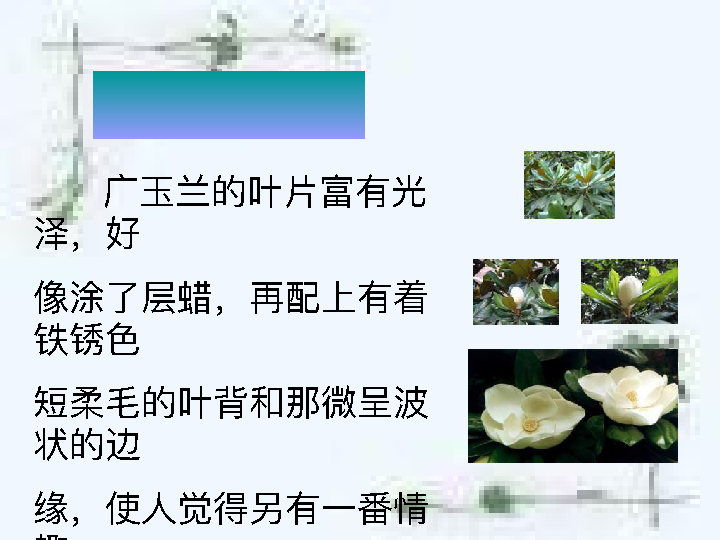 广玉兰的叶片富有光
泽，好
像涂了层蜡，再配上有着
铁锈色
短柔毛的叶背和那微呈波
状的边
缘，使人觉得另有一番情